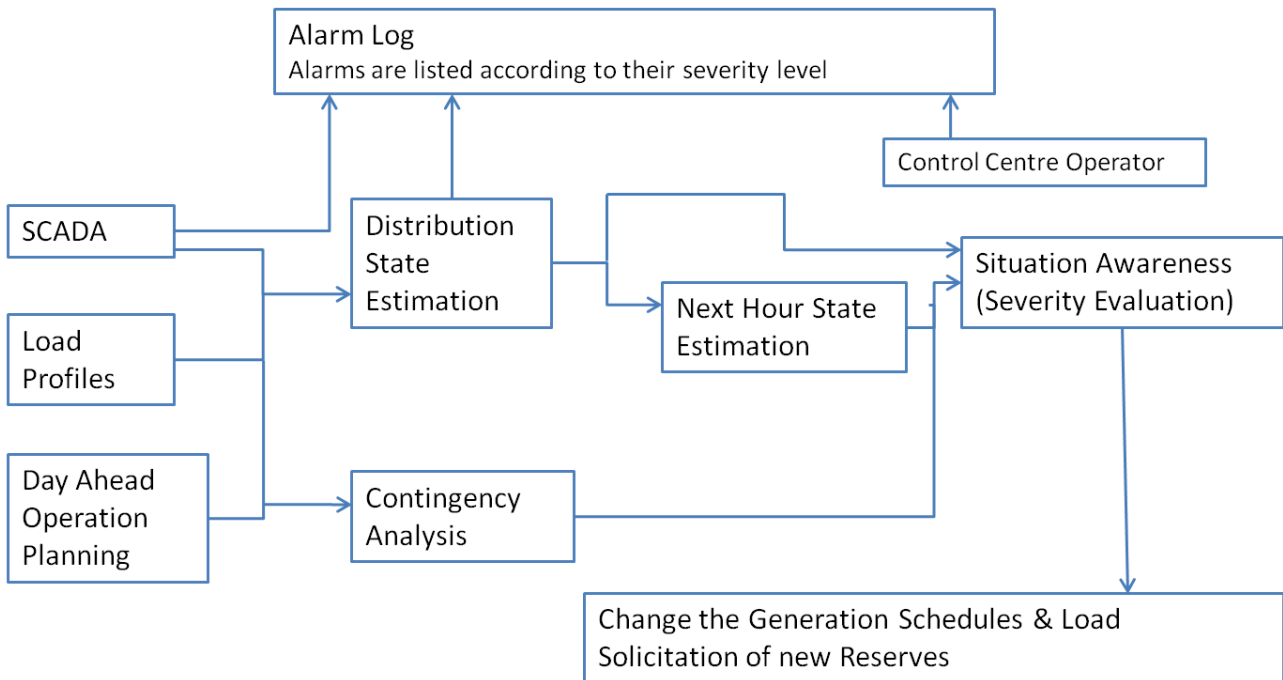 Alarm Log
Alarms are listed according to their severity level
Control Centre Operator
SCADA
Distribution
State
Estimation
Situation Awareness
(Severity Evaluation)
Next Hour State
Estimation
Load
Profiles
Day Ahead
Operation
Planning
Contingency
Analysis
Change the Generation Schedules & Load
Solicitation of new Reserves